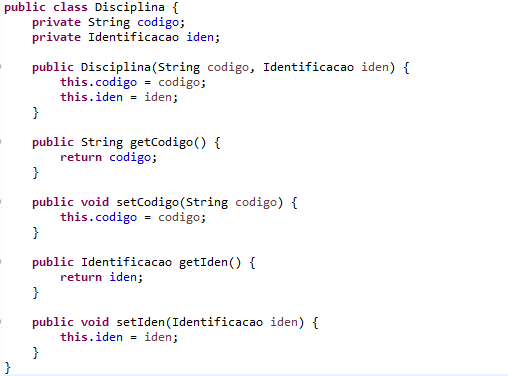 public class Disciplina {
    private String codigo;
    private Identificacao iden;

    public Disciplina(String codigo, Identificacao iden) {
        this.codigo = codigo;
        this.iden = iden;
    }

    public String getCodigo() {
        return codigo;
    }

    public void setCodigo(String codigo) {
        this.codigo = codigo;
    }

    public Identificacao getIden() {
        return iden;
    }

    public void setIden(Identificacao iden) {
        this.iden = iden;
    }
}